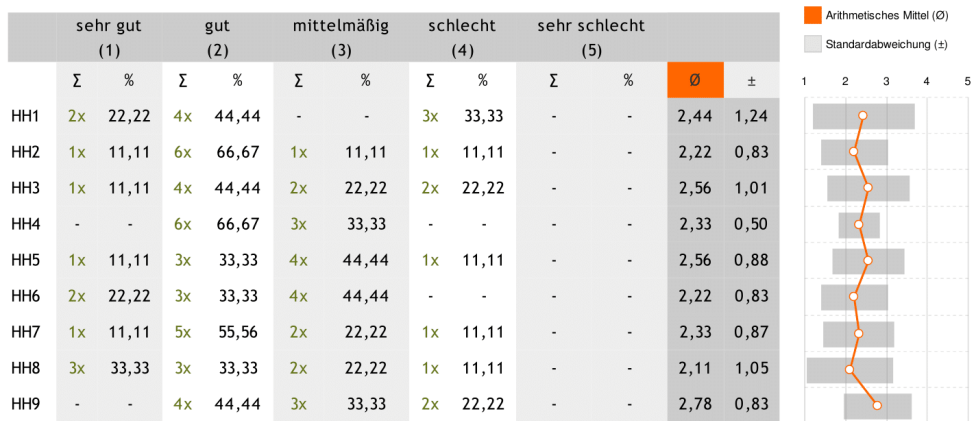 sehr gut gut mittelmäßig schlecht sehr schlecht
(1) (2) (3) (4) (5)
Arithmetisches Mittel (Ø)
Standardabweichung (±)
Σ % Σ % Σ % Σ % Σ % Ø ± 1 2 3 4 5
HH1 2x 22,22 4x 44,44 - - 3x 33,33 - - 2,44 1,24
HH2 1x 11,11 6x 66,67 1x 11,11 1x 11,11 - - 2,22 0,83
HH3 1x 11,11 4x 44,44 2x 22,22 2x 22,22 - - 2,56 1,01
HH4 - - 6x 66,67 3x 33,33 - - - - 2,33 0,50
HH5 1x 11,11 3x 33,33 4x 44,44 1x 11,11 - - 2,56 0,88
HH6 2x 22,22 3x 33,33 4x 44,44 - - - - 2,22 0,83
HH7 1x 11,11 5x 55,56 2x 22,22 1x 11,11 - - 2,33 0,87
HH8 3x 33,33 3x 33,33 2x 22,22 1x 11,11 - - 2,11 1,05
HH9 - - 4x 44,44 3x 33,33 2x 22,22 - - 2,78 0,83